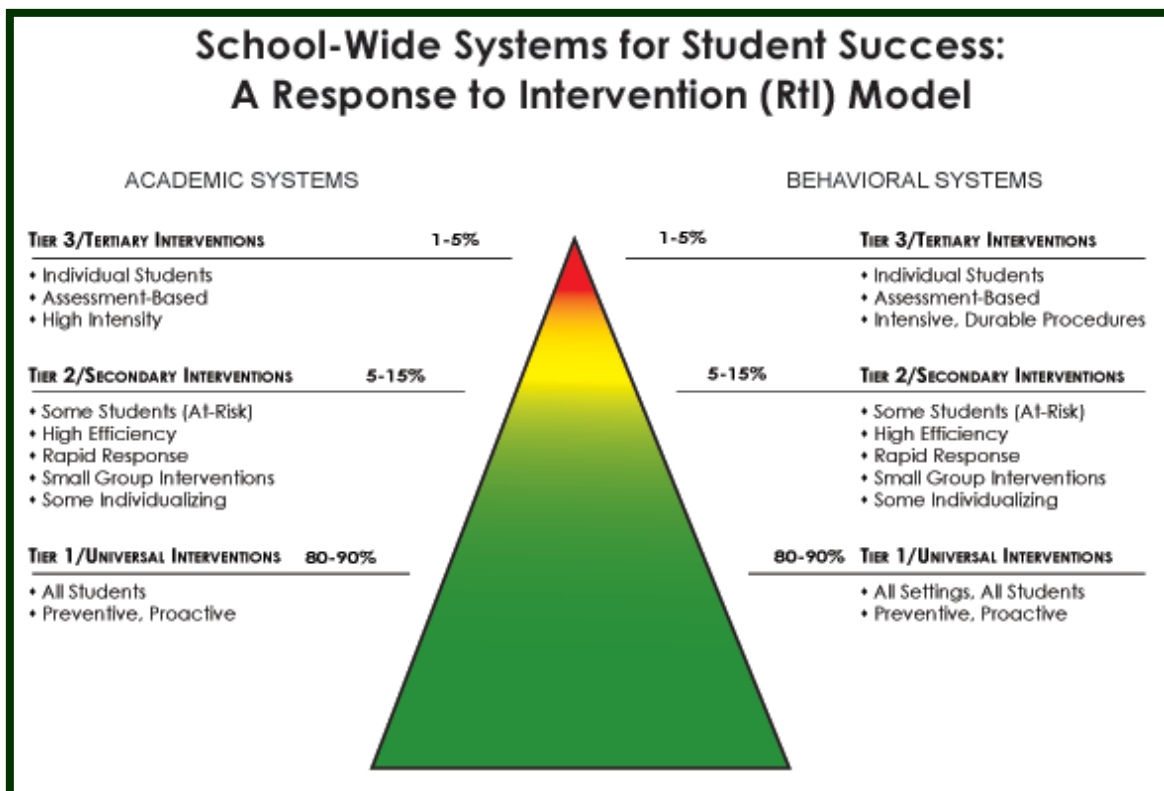 School-Wide Systems for Student Success:
A Response to Intervention (RtI) Model
ACADEMIC SYSTEMS
TIER 3/TERTIARY INTERVENTIONS 1-5%
• Individual Students
• Assessment-Based
• High Intensity
TIER 2/SECONDARY INTERVENTIONS 5-15%
• Some Students (At-Risk)
• High Efficiency
• Rapid Response
• Small Group Interventions
• Some Individualizing
TIER 1/UNIVERSAL INTERVENTIONS 80-90%
• All Students
• Preventive, Proactive
BEHAVIORAL SYSTEMS
1-5% TIER 3/TERTIARY INTERVENTIONS
• Individual Students
• Assessment-Based
• Intensive, Durable Procedures
5-15% TIER 2/SECONDARY INTERVENTIONS
• Some Students (At-Risk)
• High Efficiency
• Rapid Response
• Small Group Interventions
• Some Individualizing
80-90% TIER 1/UNIVERSAL INTERVENTIONS
• All Settings, All Students
• Preventive, Proactive